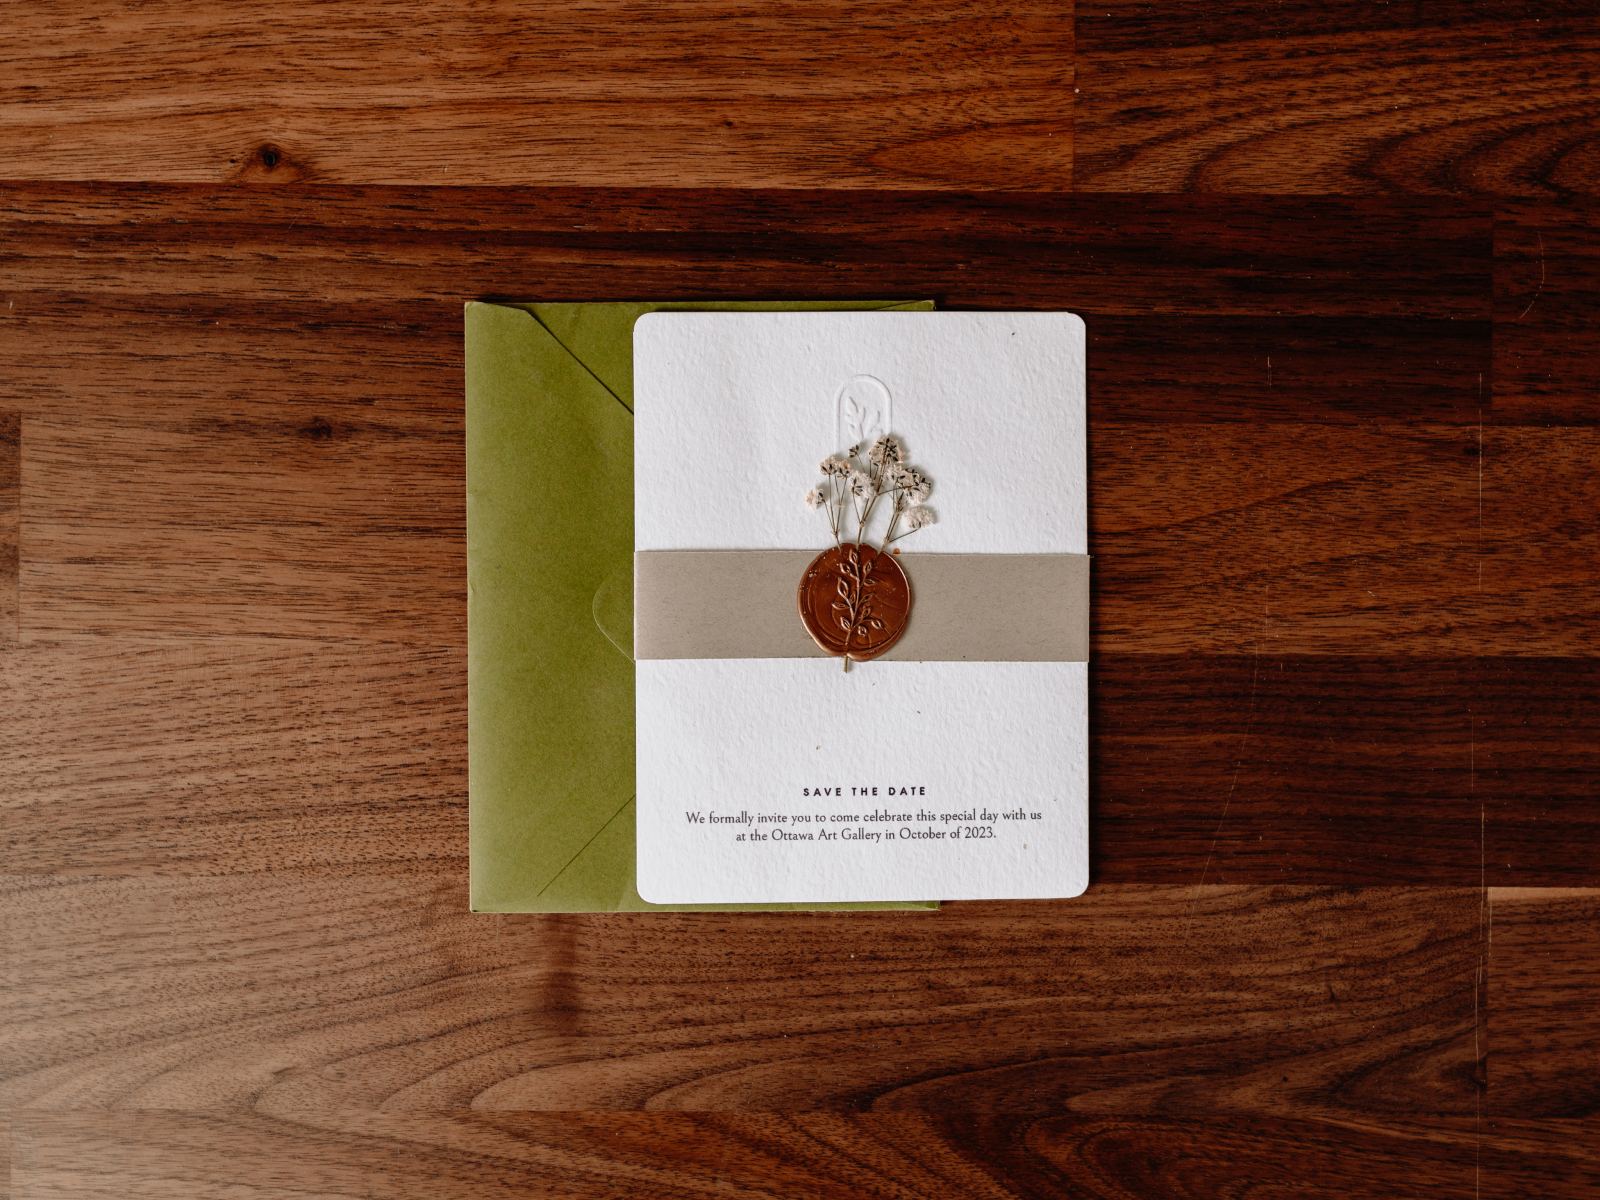 SAVE THE DATE
We formally invite you to come celebrate this special day with us
at the Ottawa Art Gallery in October of 2023.